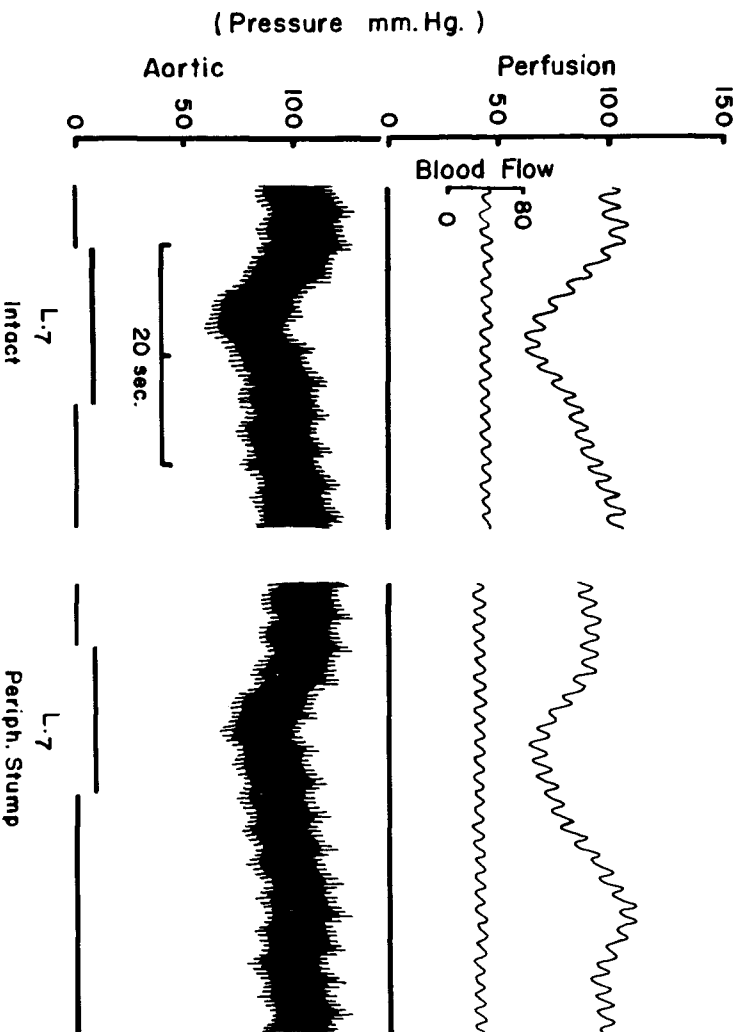 (Pressure mm.Hg.)
Aortic
Perfusion
0
50
101
0
50
100
150
Blood Flow
0
80
20 sec.
L.7
Intact
L.7
Periph. Stump